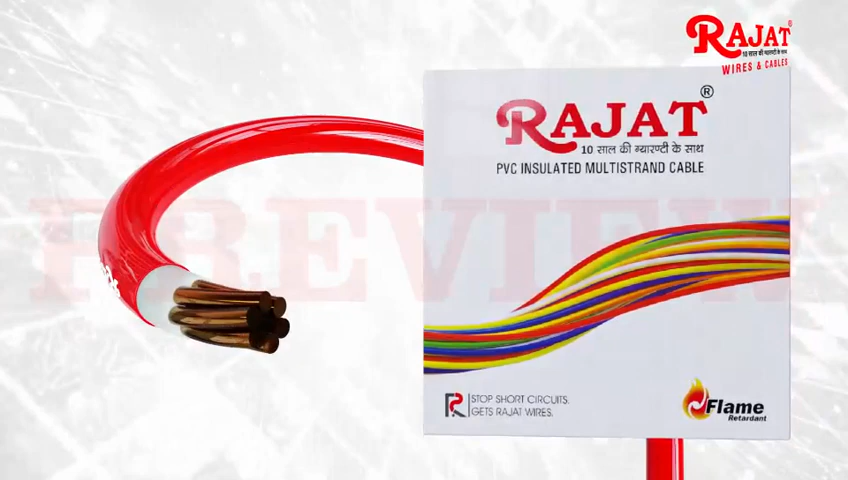 RAJAT®
10 साल की ग्यारण्टी के साथ
WIRES & CABLES
RAJAT®
10 साल की ग्यारण्टी के साथ
PVC INSULATED MULTISTRAND CABLE
PREVIEW
STOP SHORT CIRCUITS.
GETS RAJAT WIRES.
Flame
Retardant